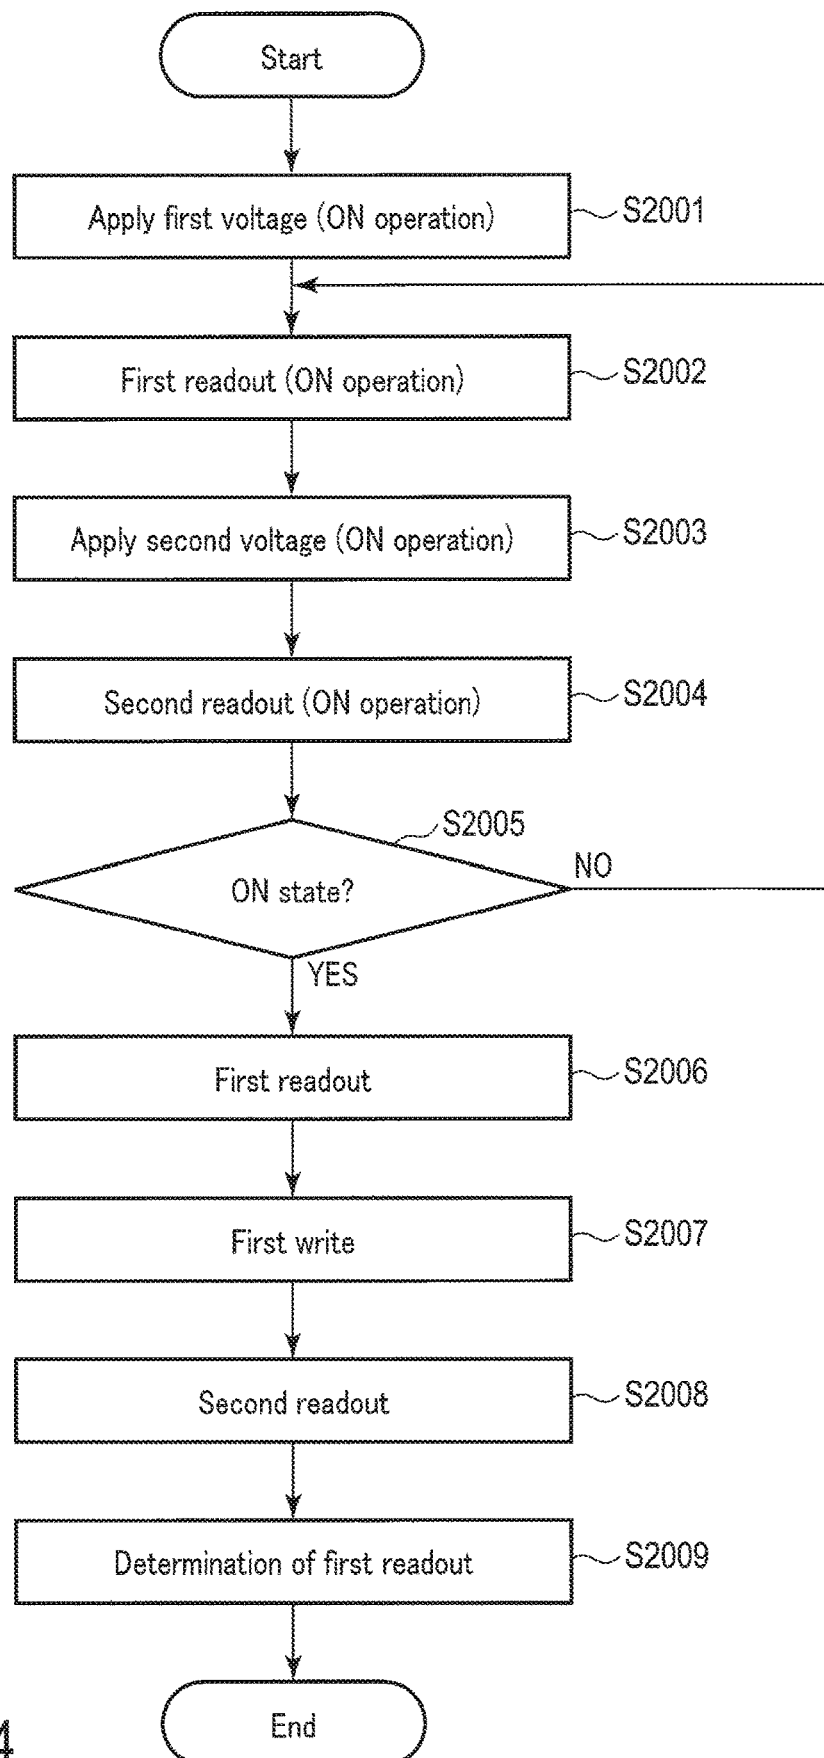 Start
Apply first voltage (ON operation)
S2001
First readout (ON operation)
S2002
Apply second voltage (ON operation)
S2003
Second readout (ON operation)
S2004
S2005
ON state?
NO
YES
First readout
S2006
First write
S2007
Second readout
S2008
Determination of first readout
S2009
End
4